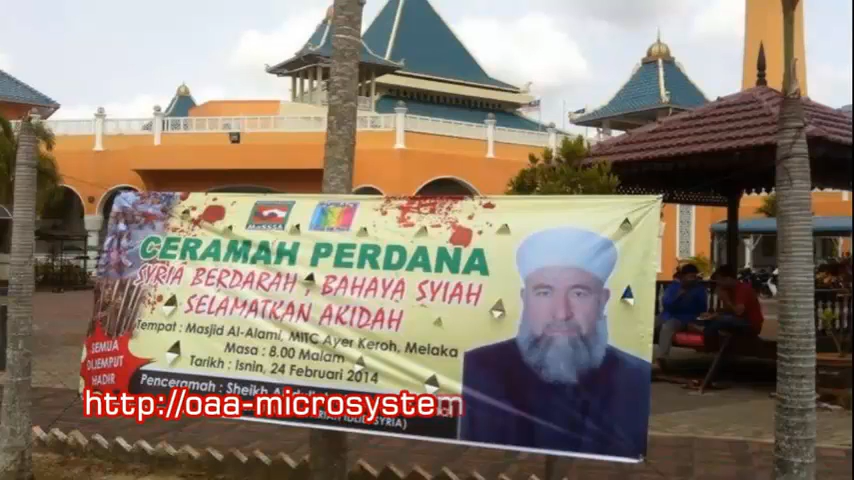 CERAMAH PERDANA
SYRIA BERDARAH, BAHAYA SYIAH
SELAMATKAN AKIDAH
Tempat : Masjid Al-Alami, MITC Ayer Keroh, Melaka
Masa : 8.00 Malam
Tarikh : Isnin, 24 Februari 2014
SEMUA
DIJEMPUT
HADIR
Penceramah : Sheikh
http://oaa-microsystem
SYRIA)